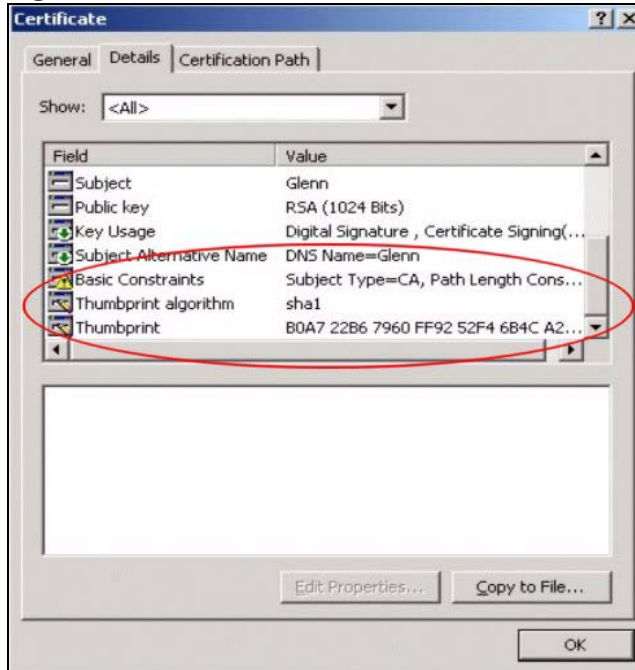 Certificate
General Details Certification Path
Show: <All>
Field Value
Subject Glenn
Public key RSA (1024 Bits)
Key Usage Digital Signature , Certificate Signing(...
Subject Alternative Name DNS Name=Glenn
Basic Constraints Subject Type=CA, Path Length Cons...
Thumbprint algorithm sha1
Thumbprint B0A7 22B6 7960 FF92 52F4 6B4C A2...
Edit Properties... Copy to File...
OK